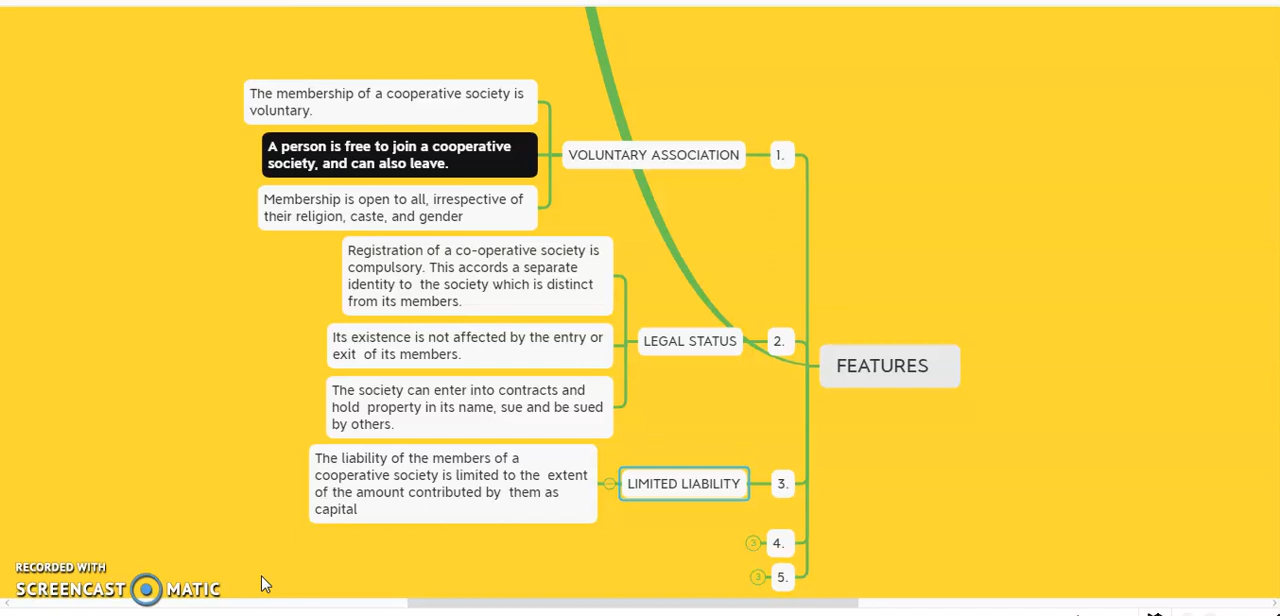 The membership of a cooperative society is
voluntary.
A person is free to join a cooperative
society, and can also leave.
Membership is open to all, irrespective of
their religion, caste, and gender
VOLUNTARY ASSOCIATION
1.
Registration of a co-operative society is
compulsory. This accords a separate
identity to the society which is distinct
from its members.
Its existence is not affected by the entry or
exit of its members.
The society can enter into contracts and
hold property in its name, sue and be sued
by others.
LEGAL STATUS
2.
FEATURES
The liability of the members of a
cooperative society is limited to the extent
of the amount contributed by them as
capital
LIMITED LIABILITY
3.
3
4.
3
5.
RECORDED WITH
SCREENCAST MATIC